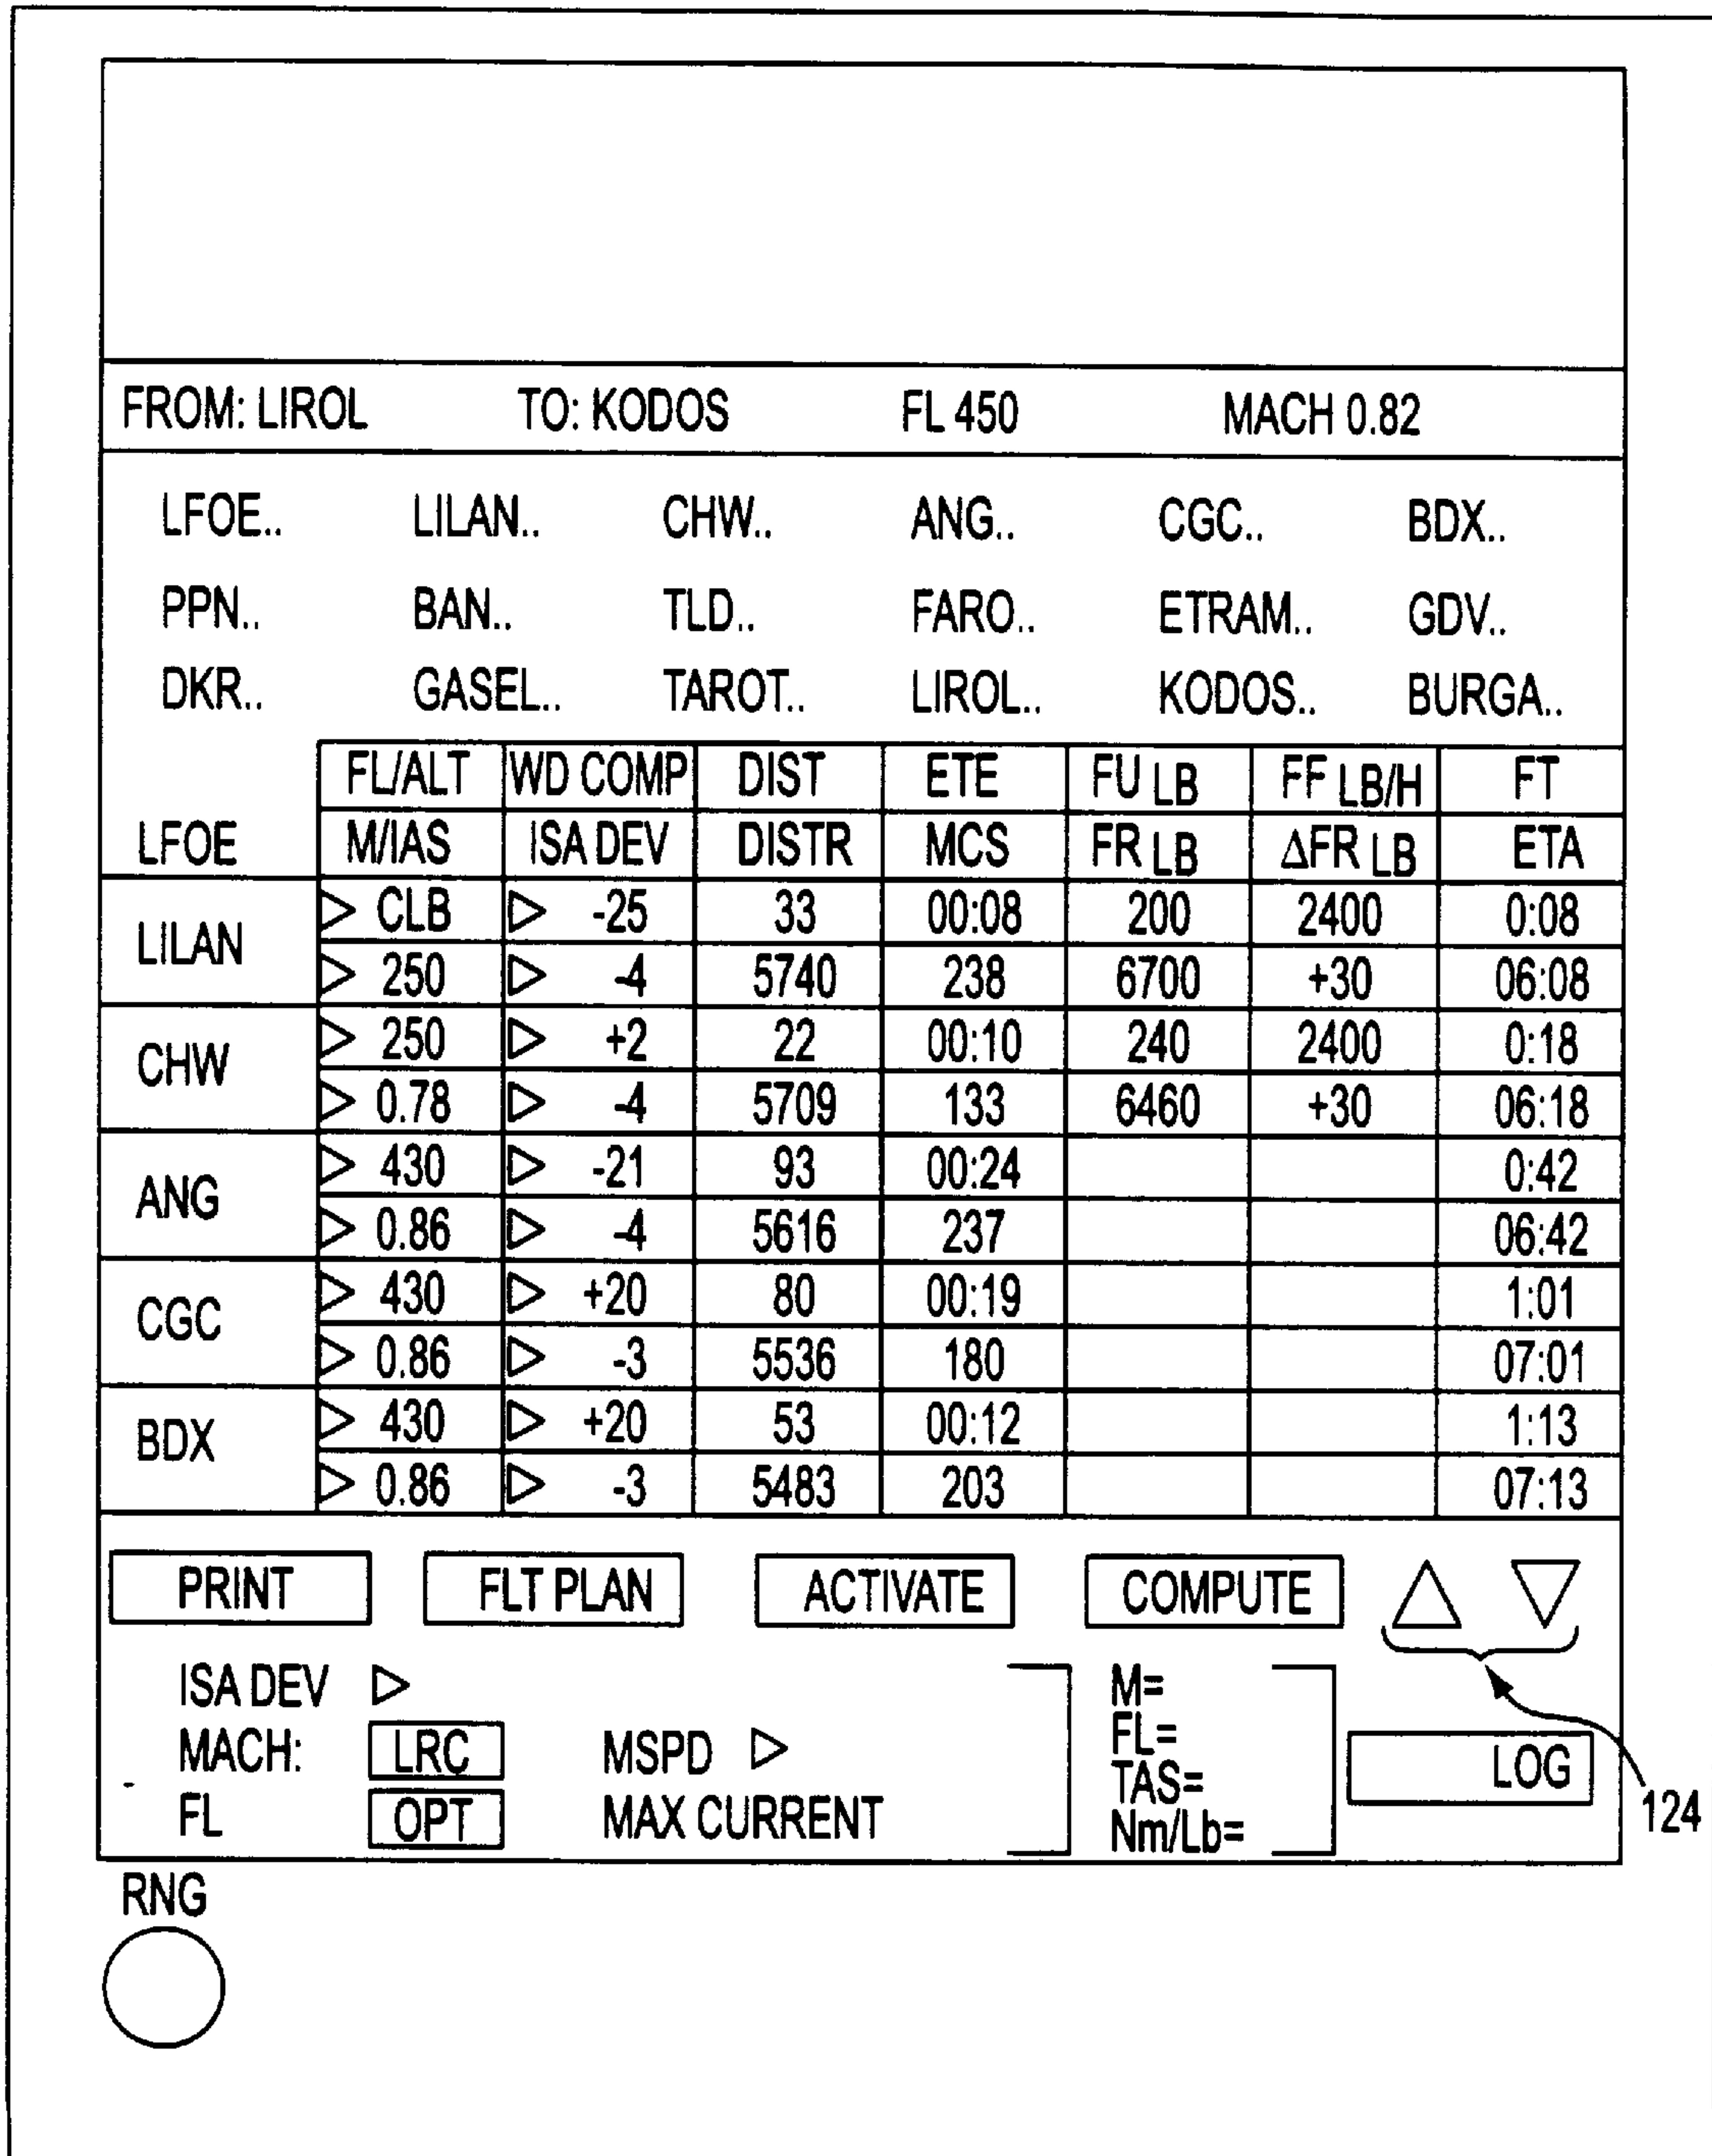 FROM: LIROL TO: KODOS FL 450 MACH 0.82
LFOE.. LILAN.. CHW.. ANG.. CGC.. BDX..
PPN.. BAN.. TLD.. FARO.. ETRAM.. GDV..
DKR.. GASEL.. TAROT.. LIROL.. KODOS.. BURGA..
FL/ALT WD COMP DIST ETE FU LB FF LB/H FT
LFOE M/IAS ISA DEV DISTR MCS FR LB ΔFR LB ETA
LILAN
▷ CLB ▷ -25 33 00:08 200 2400 0:08
▷ 250 ▷ -4 5740 238 6700 +30 06:08
CHW
▷ 250 ▷ +2 22 00:10 240 2400 0:18
▷ 0.78 ▷ -4 5709 133 6460 +30 06:18
ANG
▷ 430 ▷ -21 93 00:24 0:42
▷ 0.86 ▷ -4 5616 237 06:42
CGC
▷ 430 ▷ +20 80 00:19 1:01
▷ 0.86 ▷ -3 5536 180 07:01
BDX
▷ 430 ▷ +20 53 00:12 1:13
▷ 0.86 ▷ -3 5483 203 07:13
PRINT FLT PLAN ACTIVATE COMPUTE
ISA DEV ▷ M=
MACH: LRC MSPD ▷ FL=
TAS= LOG
FL OPT MAX CURRENT Nm/Lb=
124
RNG